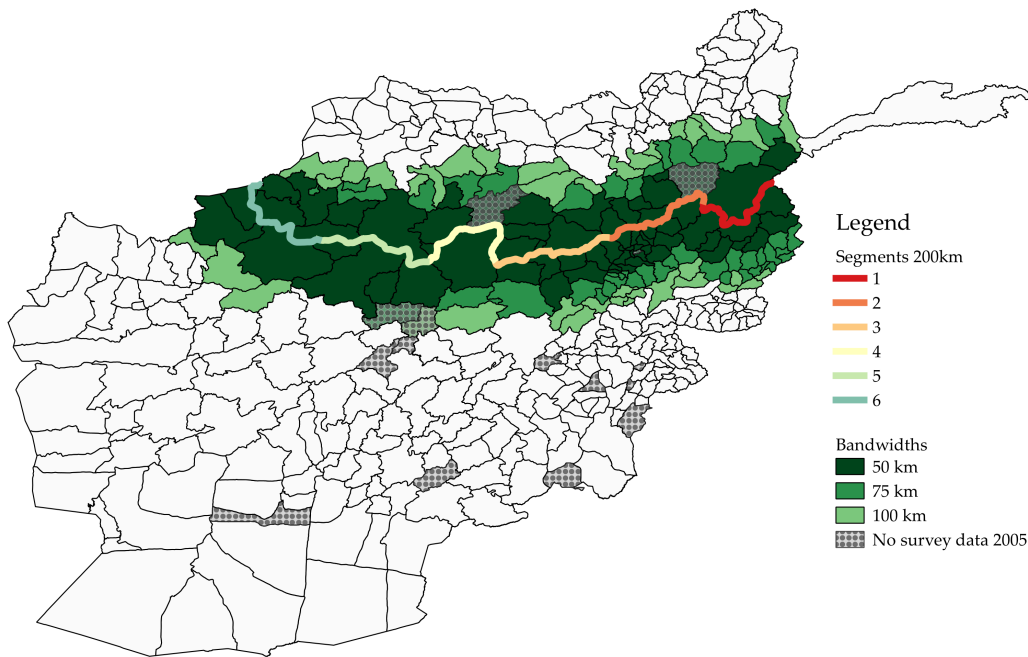 Legend
Segments 200km
1
2
3
4
5
6
Bandwidths
50 km
75 km
100 km
No survey data 2005